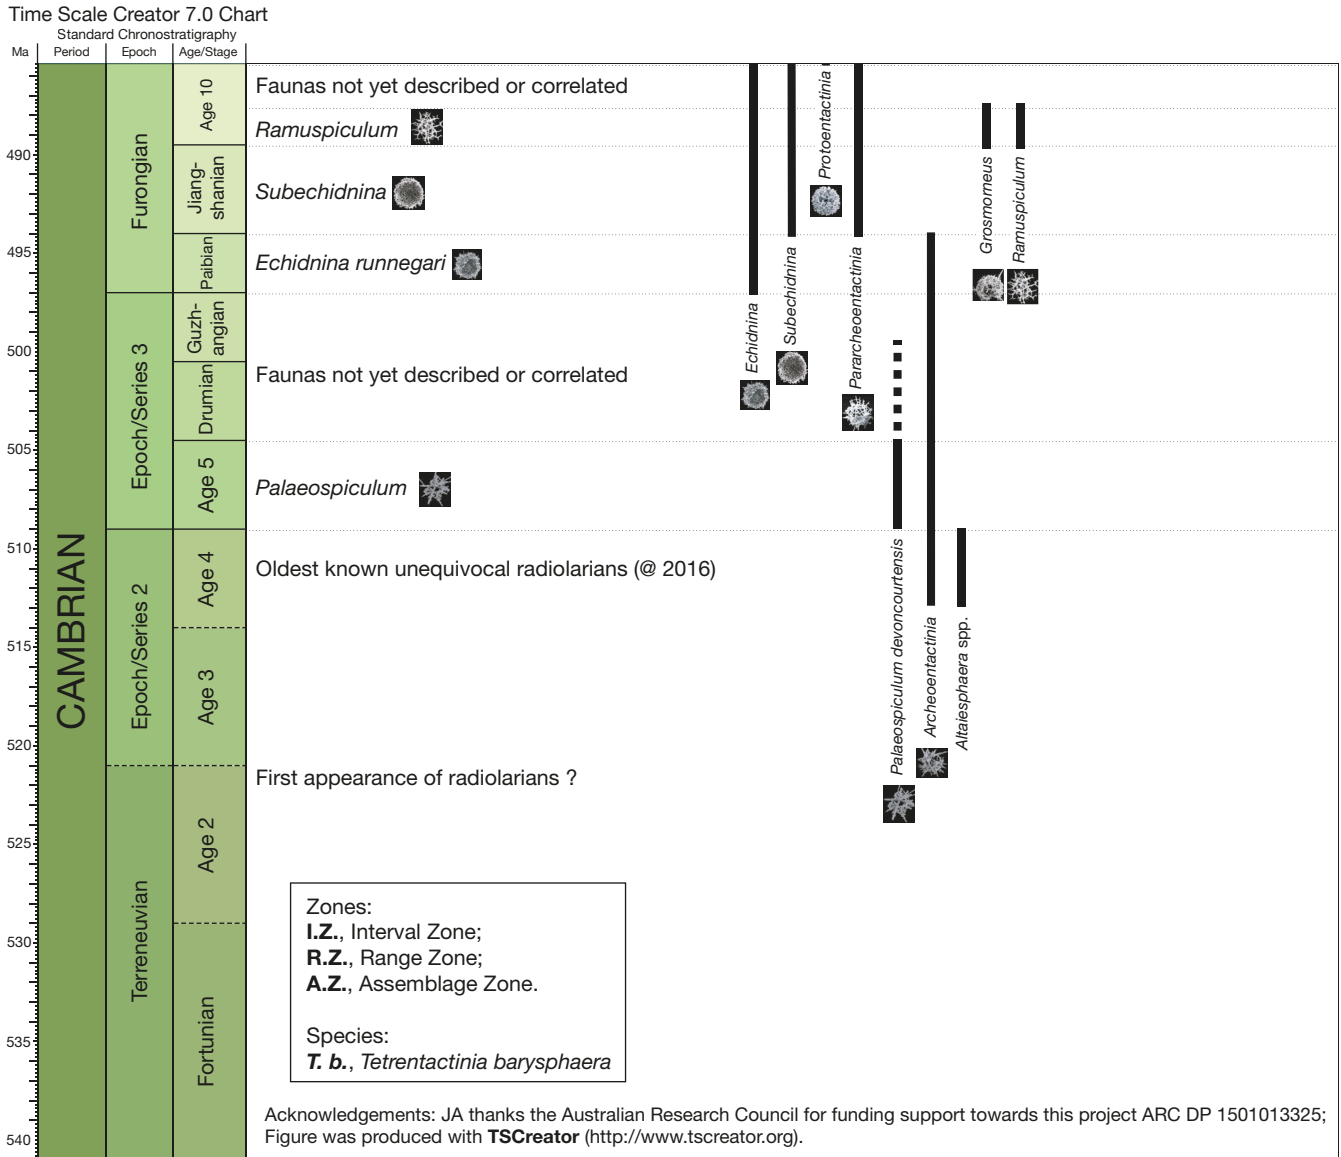 Time Scale Creator 7.0 Chart
Standard Chronostratigraphy
Ma
Period
Epoch
Age/Stage
490
495
500
505
510
515
520
525
530
535
540
CAMBRIAN
Furongian
Epoch/Series 3
Epoch/Series 2
Terreneuvian
Age 10
Jiang-
shanian
Paibian
Guzh-
angian
Drumian
Age 5
Age 4
Age 3
Age 2
Fortunian
Faunas not yet described or correlated
Ramuspiculum
Subechidnina
Echidnina runnegari
Faunas not yet described or correlated
Palaeospiculum
Oldest known unequivocal radiolarians (@ 2016)
First appearance of radiolarians ?
Echidnina
Subechidnina
Protoentactinia
Pararcheoentactinia
Palaeospiculum devoncourtensis
Archeoentactinia
Altaiesphaera spp.
Grosmorneus
Ramuspiculum
Zones:
I.Z., Interval Zone;
R.Z., Range Zone;
A.Z., Assemblage Zone.
Species:
T. b., Tetrentactinia barysphaera
Acknowledgements: JA thanks the Australian Research Council for funding support towards this project ARC DP 1501013325;
Figure was produced with TSCreator (http://www.tscreator.org).